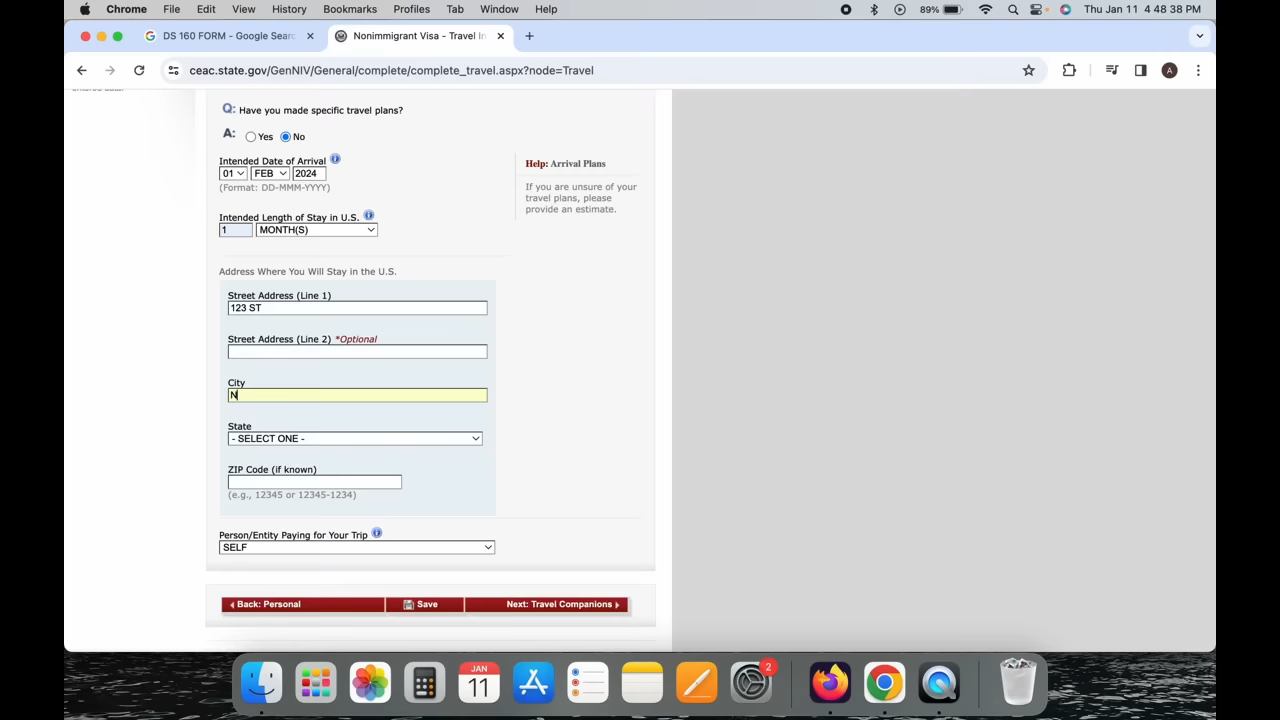 Chrome File Edit View History Bookmarks Profiles Tab Window Help 89% Thu Jan 11 4 48 38 PM
DS 160 FORM - Google Searc Nonimmigrant Visa - Travel In
ceac.state.gov/GenNIV/General/complete/complete_travel.aspx?node=Travel A
Q: Have you made specific travel plans?
A: Yes No
Intended Date of Arrival
01 FEB 2024
(Format: DD-MMM-YYYY)
Help: Arrival Plans
If you are unsure of your
travel plans, please
provide an estimate.
Intended Length of Stay in U.S.
1 MONTH(S)
Address Where You Will Stay in the U.S.
Street Address (Line 1)
123 ST
Street Address (Line 2) *Optional
City
N
State
- SELECT ONE -
ZIP Code (if known)
(e.g., 12345 or 12345-1234)
Person/Entity Paying for Your Trip
SELF
Back: Personal Save Next: Travel Companions
JAN
11
2